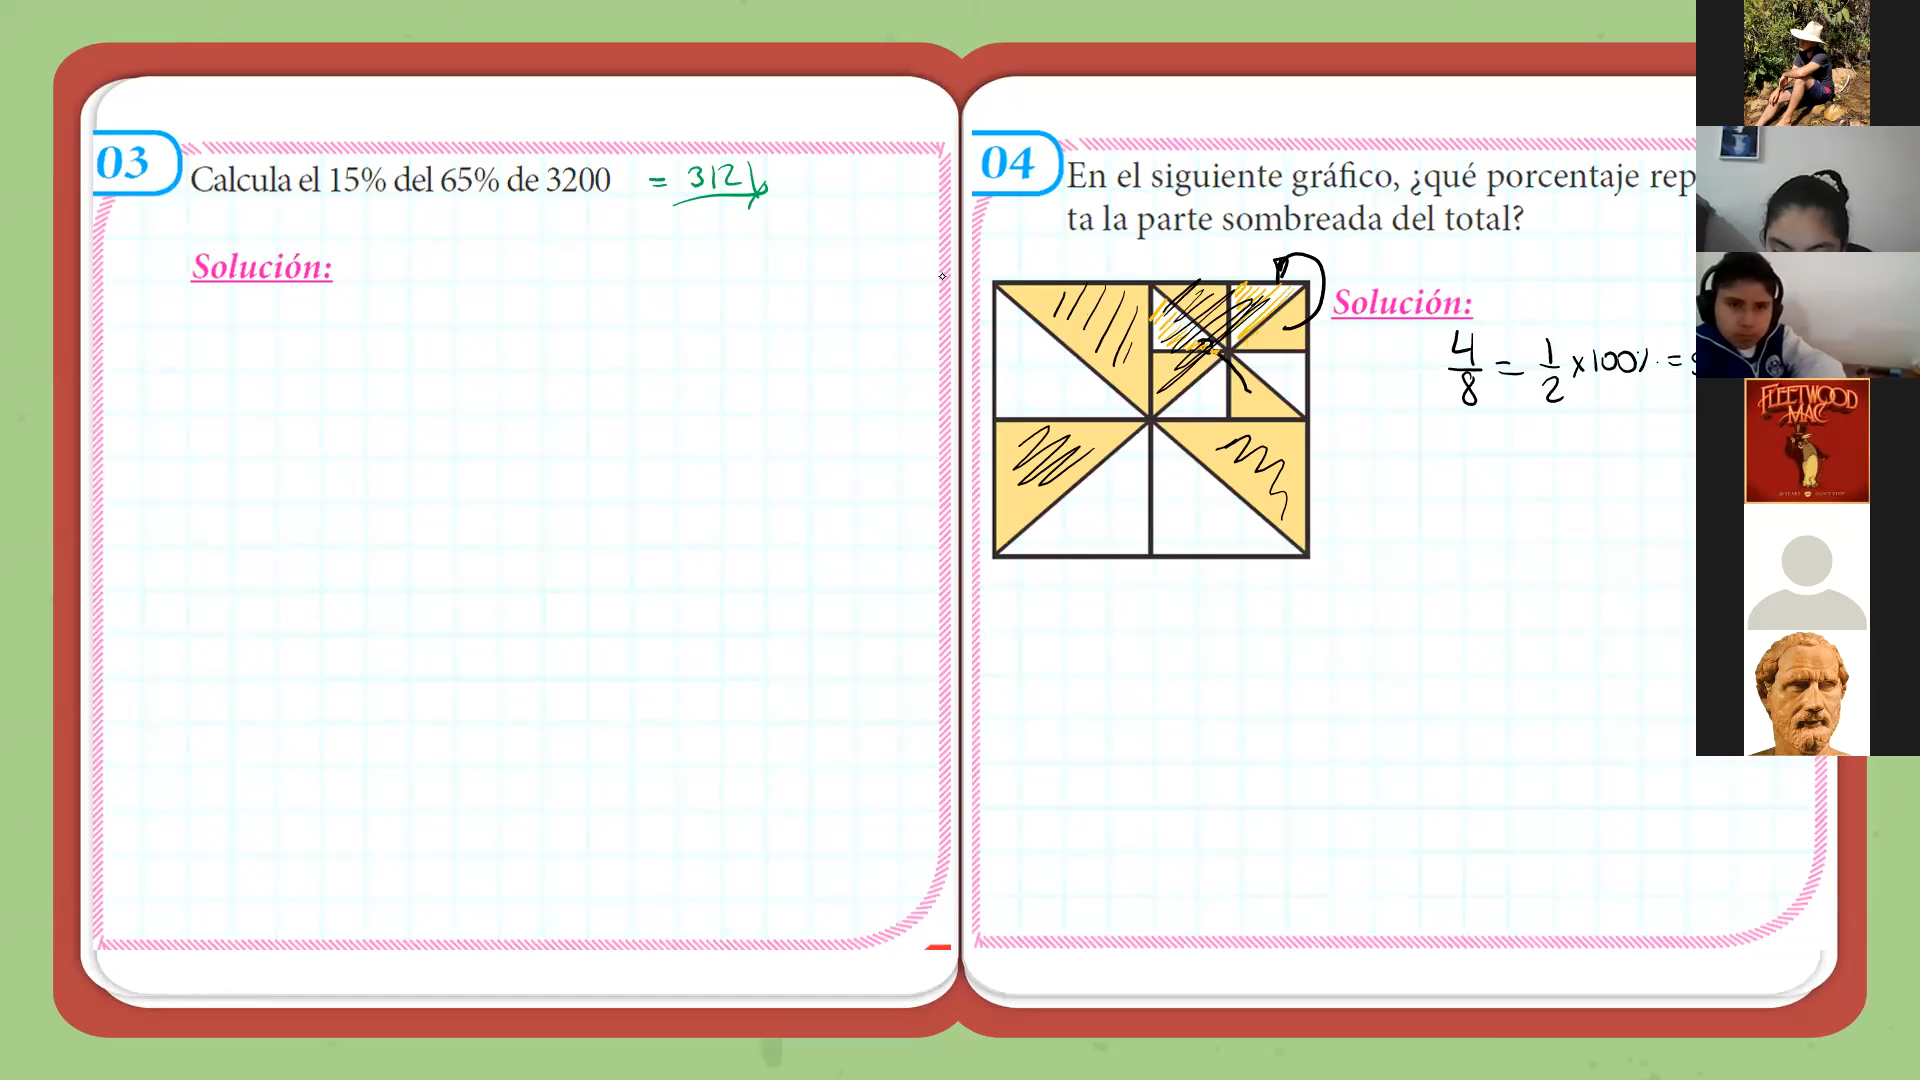 03
Calcula el 15% del 65% de 3200 = 312
Solución:
04
En el siguiente gráfico, ¿qué porcentaje rep
ta la parte sombreada del total?
Solución:
4/8 = 1/2 x 100% =
FLEETWOOD
MAC